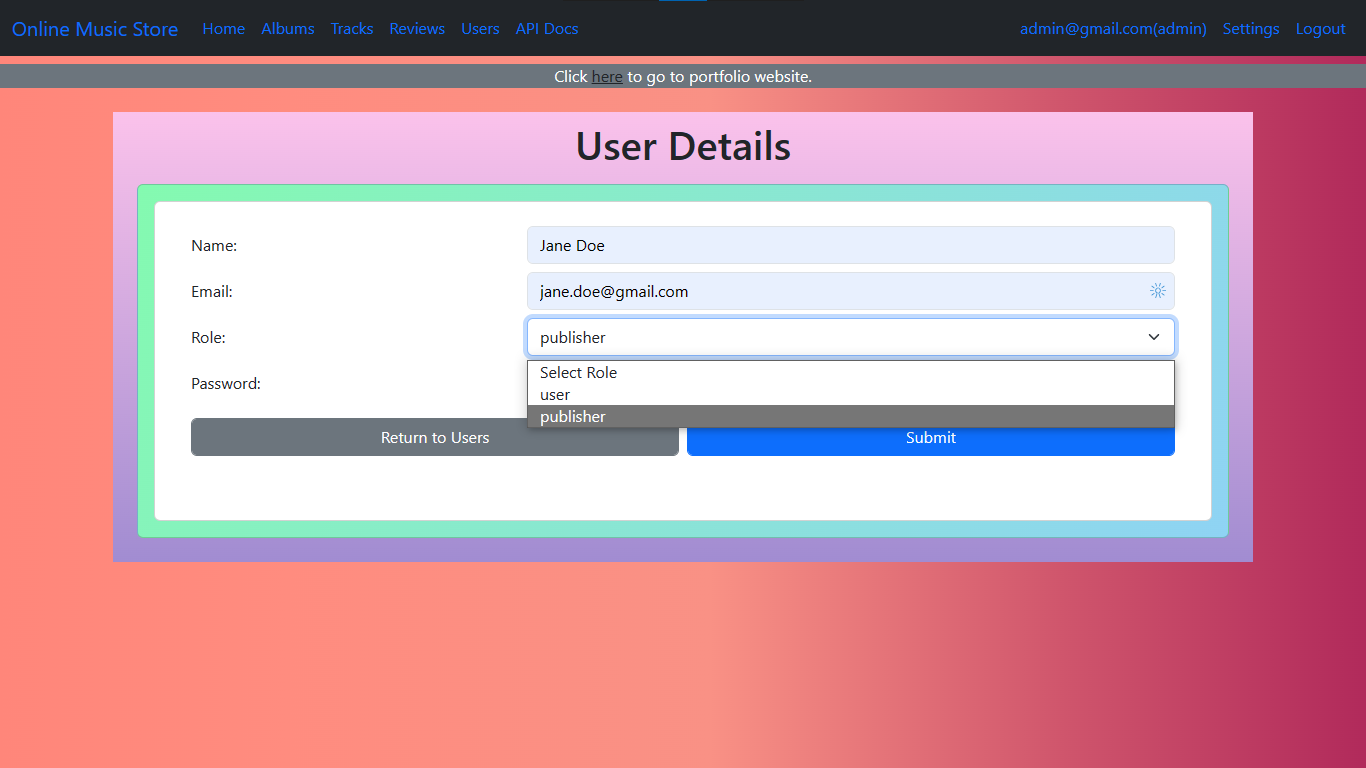 Online Music Store Home Albums Tracks Reviews Users API Docs admin@gmail.com(admin) Settings Logout
Click here to go to portfolio website.
User Details
Name: Jane Doe
Email: jane.doe@gmail.com
Role: publisher
Select Role
Password:
user
publisher
Return to Users Submit